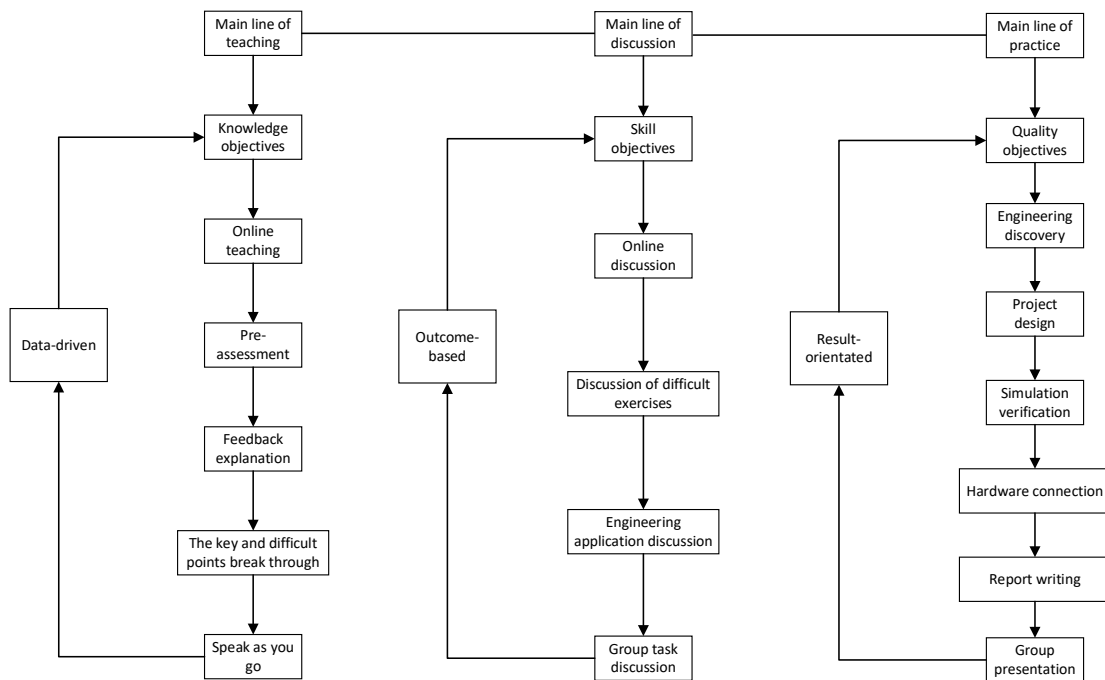 Main line of
teaching
Main line of
discussion
Main line of
practice
Knowledge
objectives
Skill
objectives
Quality
objectives
Online
teaching
Online
discussion
Engineering
discovery
Data-driven
Pre-
assessment
Outcome-
based
Discussion of difficult
exercises
Result-
orientated
Project
design
Simulation
verification
Feedback
explanation
Hardware connection
The key and difficult
points break through
Engineering
application discussion
Report writing
Speak as you
go
Group task
discussion
Group
presentation